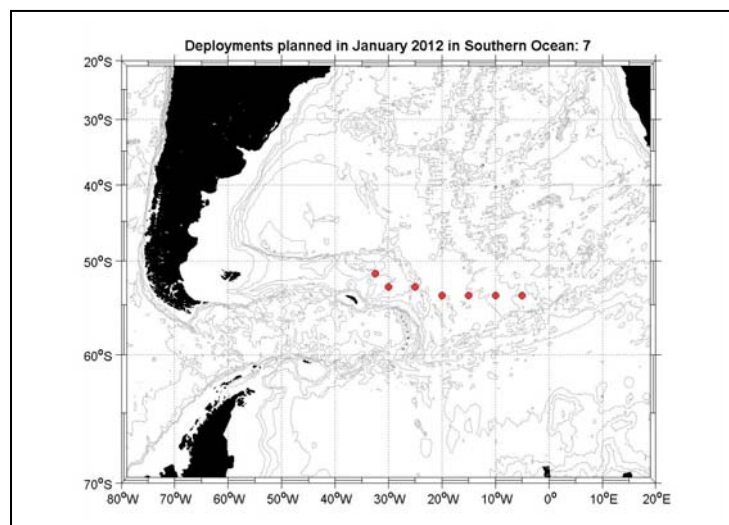 Deployments planned in January 2012 in Southern Ocean: 7
20°S
30°S
40°S
50°S
60°S
70°S
80°W 70°W 60°W 50°W 40°W 30°W 20°W 10°W 0° 10°E 20°E